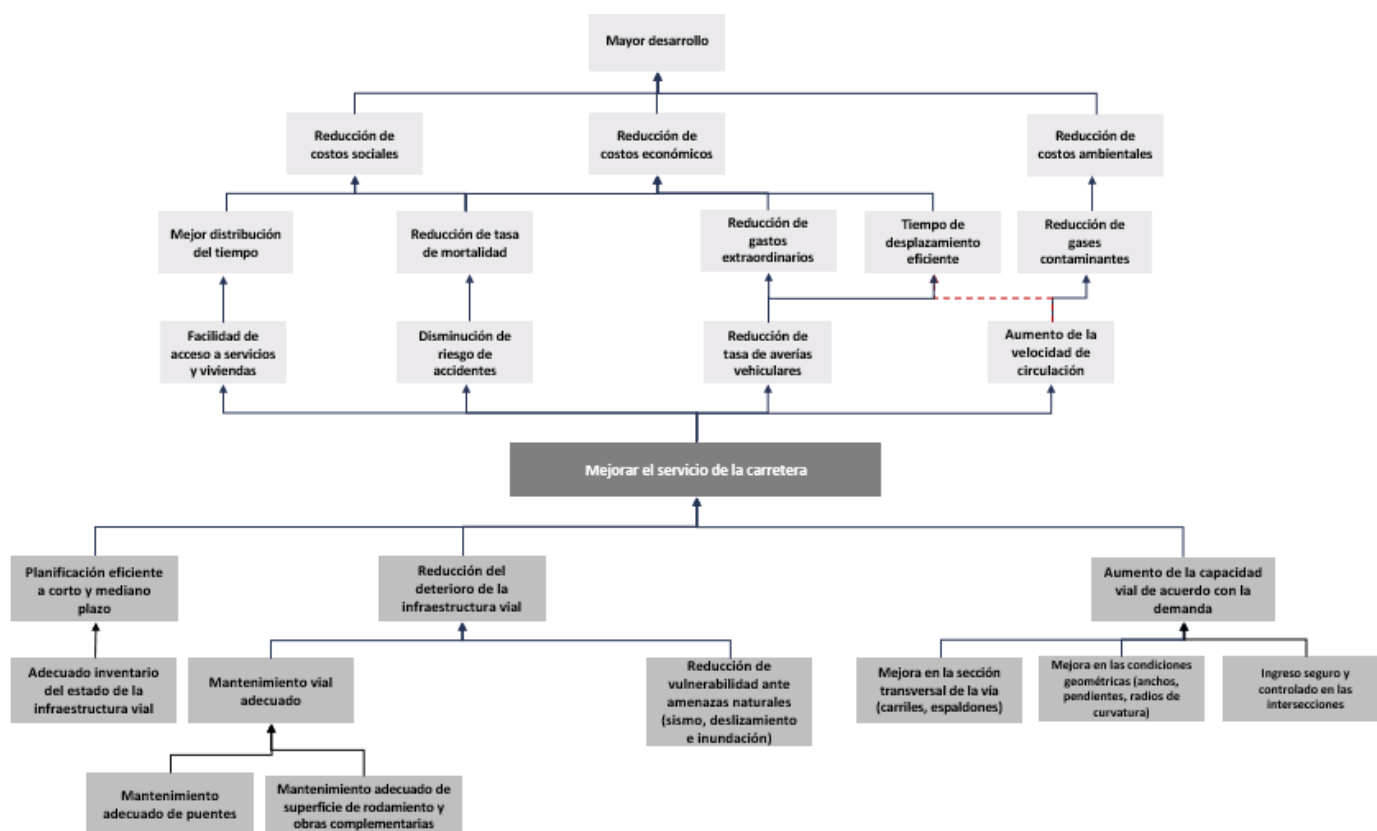 Mayor desarrollo
Reducción de
costos sociales
Reducción de
costos económicos
Reducción de
costos ambientales
Mejor distribución
del tiempo
Reducción de tasa
de mortalidad
Reducción de
gastos
extraordinarios
Tiempo de
desplazamiento
eficiente
Reducción de
gases
contaminantes
Facilidad de
acceso a servicios
y viviendas
Disminución de
riesgo de
accidentes
Reducción de
tasa de averías
vehiculares
Aumento de la
velocidad de
circulación
Mejorar el servicio de la carretera
Planificación eficiente
a corto y mediano
plazo
Reducción del
deterioro de la
infraestructura vial
Aumento de la capacidad
vial de acuerdo con la
demanda
Adecuado inventario
del estado de la
infraestructura vial
Mantenimiento vial
adecuado
Reducción de
vulnerabilidad ante
amenazas naturales
(sismo, deslizamiento
e inundación)
Mejora en la sección
transversal de la vía
(carriles, espaldones)
Mejora en las condiciones
geométricas (anchos,
pendientes, radios de
curvatura)
Ingreso seguro y
controlado en las
intersecciones
Mantenimiento
adecuado de puentes
Mantenimiento adecuado de
superficie de rodamiento y
obras complementarias